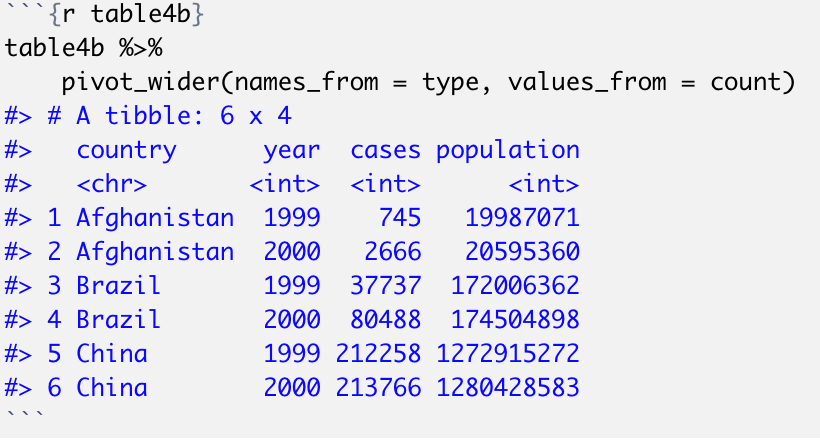 ```{r table4b}
table4b %>%
    pivot_wider(names_from = type, values_from = count)
#> # A tibble: 6 x 4
#>   country      year  cases population
#>   <chr>       <int>  <int>      <int>
#> 1 Afghanistan  1999    745   19987071
#> 2 Afghanistan  2000   2666   20595360
#> 3 Brazil       1999  37737  172006362
#> 4 Brazil       2000  80488  174504898
#> 5 China        1999 212258 1272915272
#> 6 China        2000 213766 1280428583
```